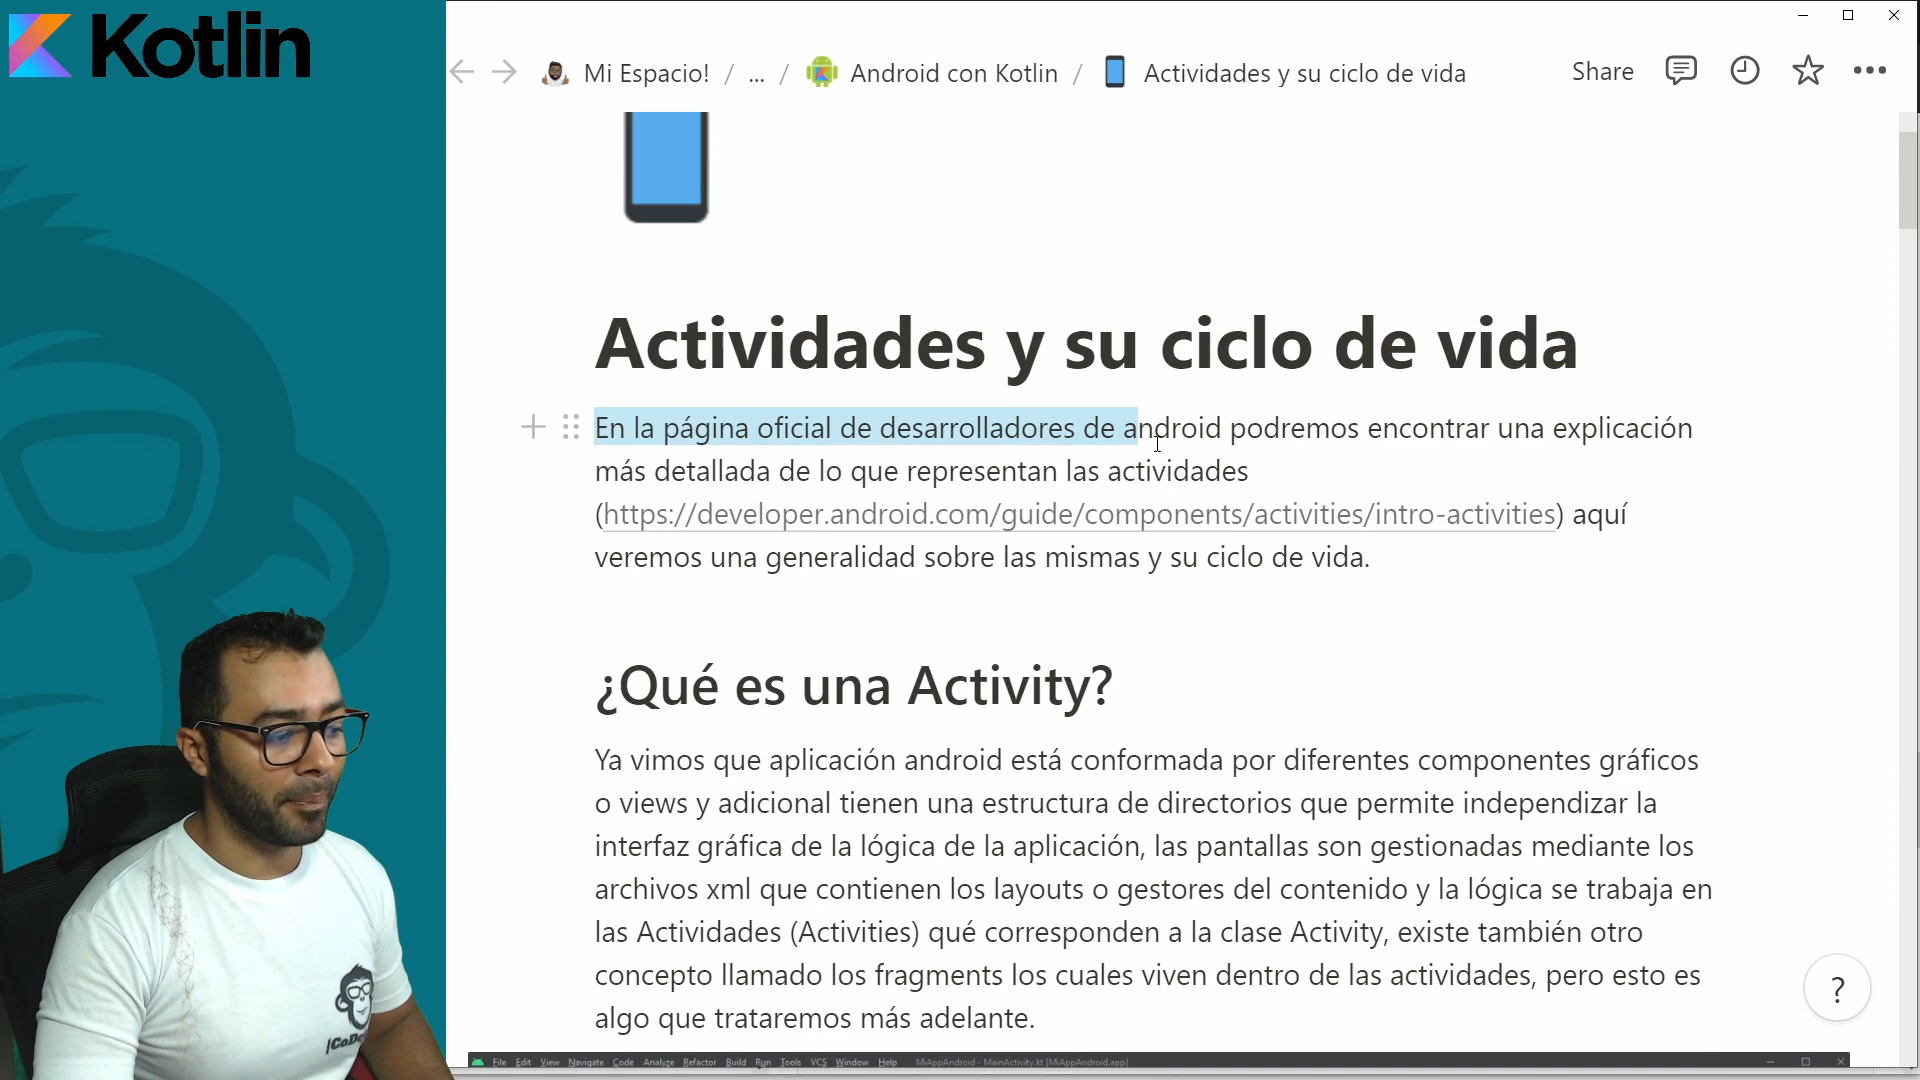 Kotlin
Mi Espacio! / ... / Android con Kotlin / Actividades y su ciclo de vida
Share
Actividades y su ciclo de vida
En la página oficial de desarrolladores de android podremos encontrar una explicación
más detallada de lo que representan las actividades
(https://developer.android.com/guide/components/activities/intro-activities) aquí
veremos una generalidad sobre las mismas y su ciclo de vida.
¿Qué es una Activity?
Ya vimos que aplicación android está conformada por diferentes componentes gráficos
o views y adicional tienen una estructura de directorios que permite independizar la
interfaz gráfica de la lógica de la aplicación, las pantallas son gestionadas mediante los
archivos xml que contienen los layouts o gestores del contenido y la lógica se trabaja en
las Actividades (Activities) qué corresponden a la clase Activity, existe también otro
concepto llamado los fragments los cuales viven dentro de las actividades, pero esto es
algo que trataremos más adelante.
?
File Edit View Navigate Code Analyze Refactor Build Run Tools VCS Window Help MiAppAndroid - MainActivity.kt [MiAppAndroid.app]